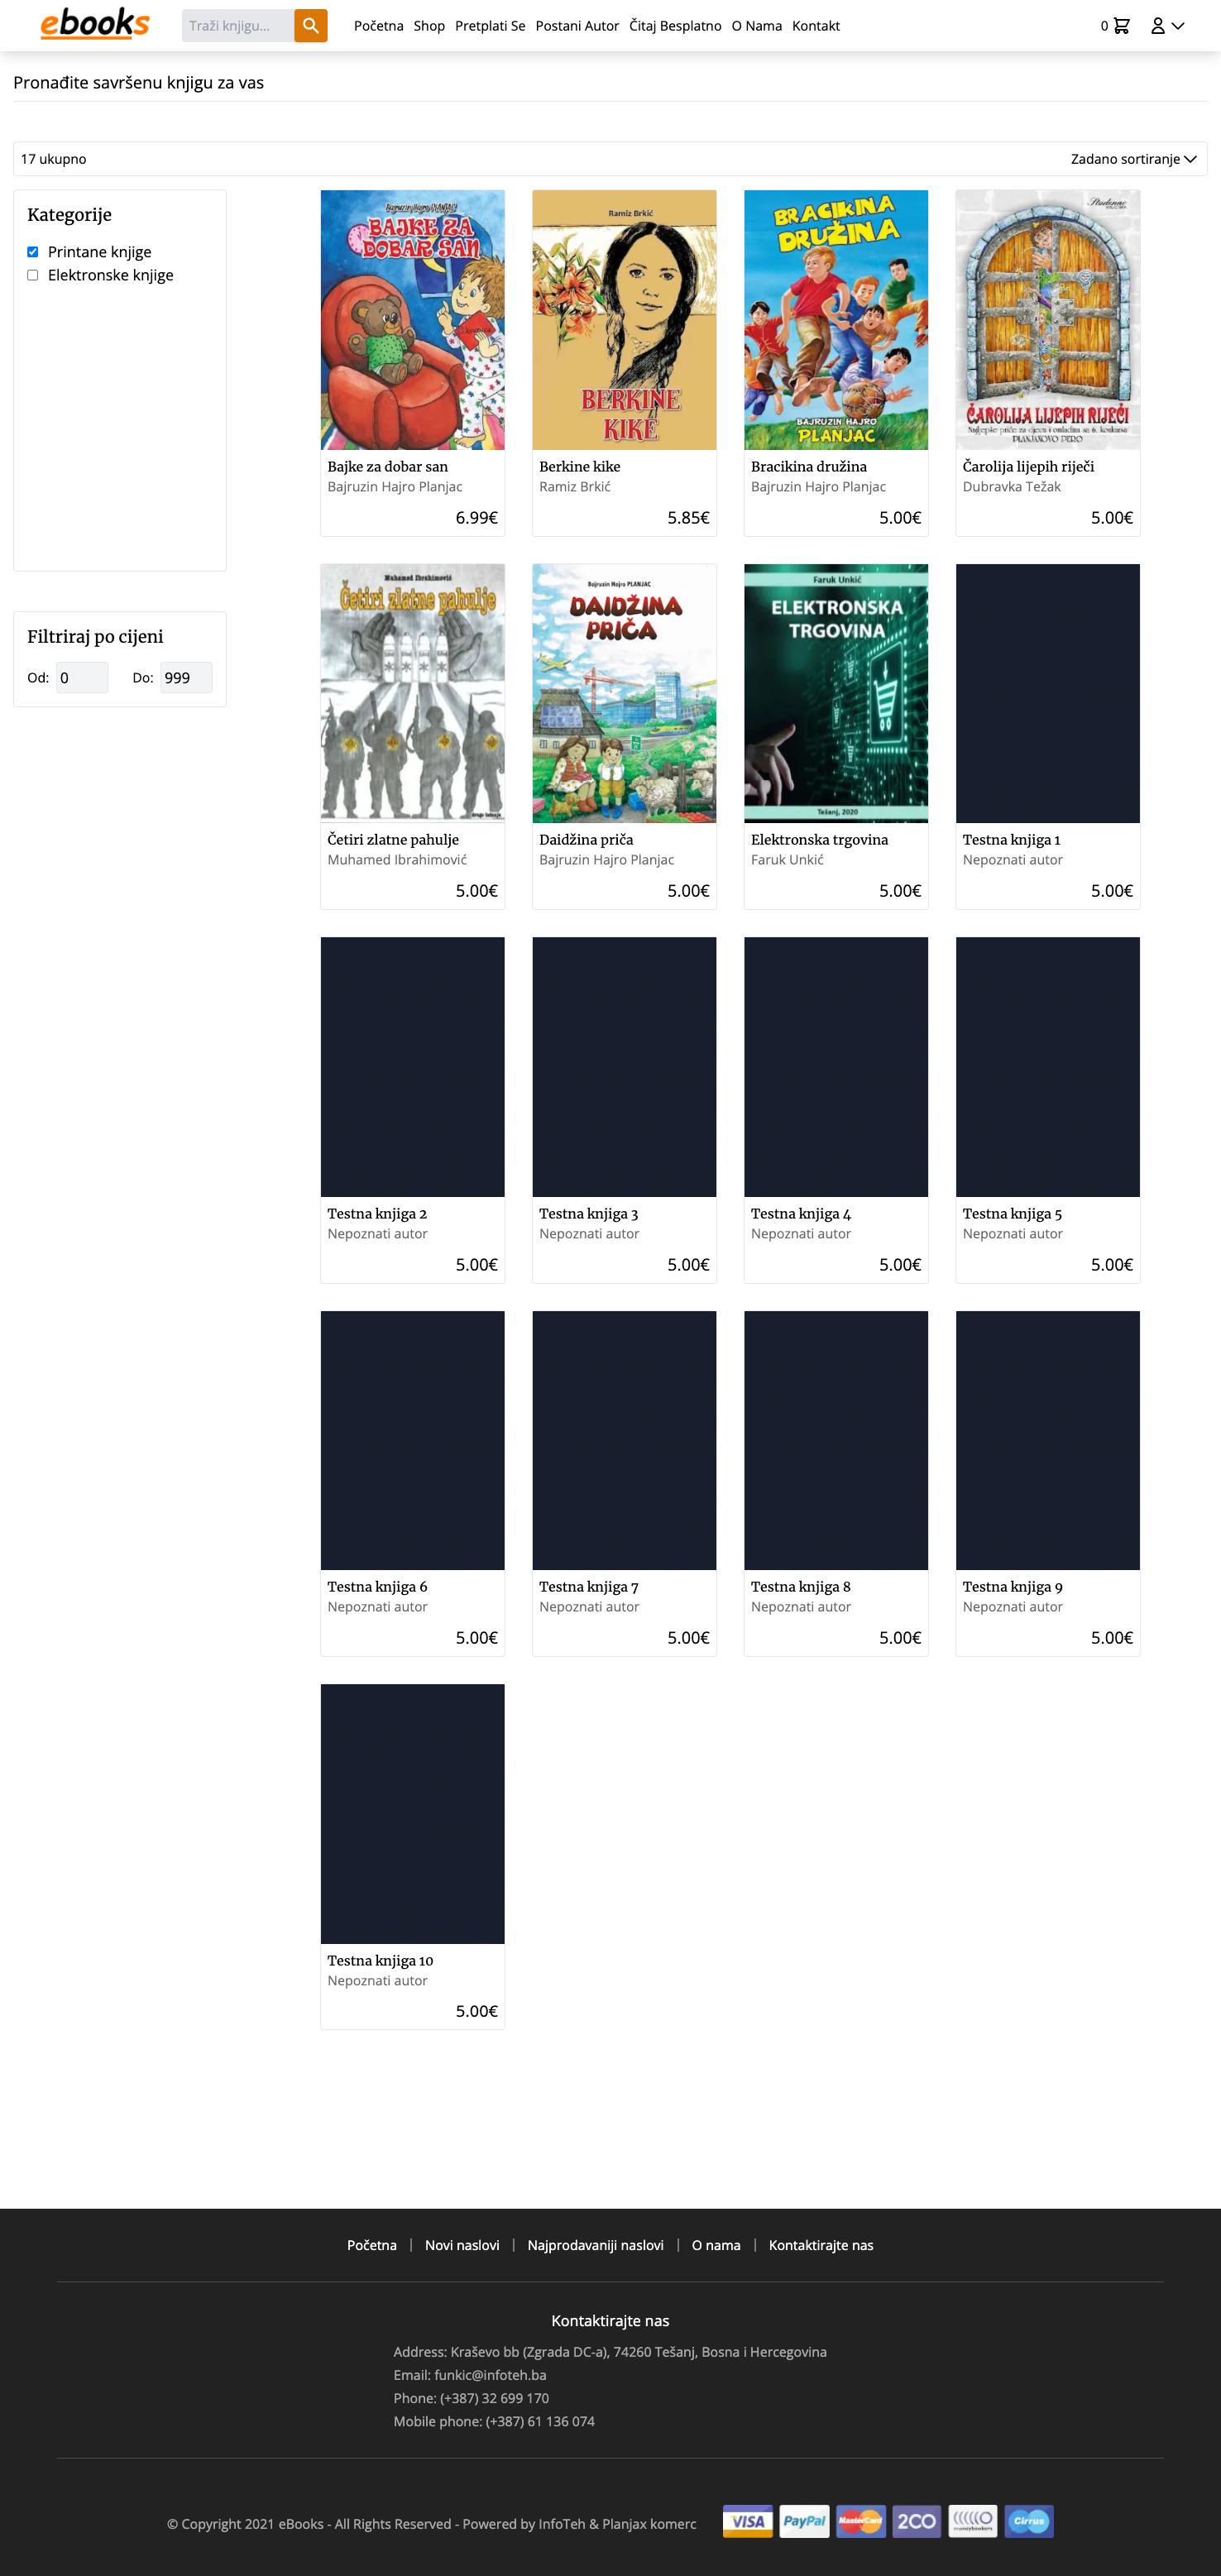 ebooks
Traži knjigu...
Početna Shop Pretplati Se Postani Autor Čitaj Besplatno O Nama Kontakt
0
Pronađite savršenu knjigu za vas
17 ukupno
Zadano sortiranje
Kategorije
Printane knjige
Elektronske knjige
Filtriraj po cijeni
Od: 0 Do: 999
Bajruzin Hajro PLANJAC
BAJKE ZA
DOBAR SAN
Bajke za dobar san
Bajruzin Hajro Planjac
6.99€
Ramiz Brkić
BERKINE
KIKE
Berkine kike
Ramiz Brkić
5.85€
BRACIKINA
DRUŽINA
BAJRUZIN HAJRO
PLANJAC
Bracikina družina
Bajruzin Hajro Planjac
5.00€
ČAROLIJA LIJEPIH RIJEČI
Najljepše priče za djecu i omladinu sa 6. konkursa
PLANJAXOVO PERO
Čarolija lijepih riječi
Dubravka Težak
5.00€
Muhamed Ibrahimović
Četiri zlatne pahulje
drugo izdanje
Četiri zlatne pahulje
Muhamed Ibrahimović
5.00€
Bajruzin Hajro PLANJAC
DAIDŽINA
PRIČA
Daidžina priča
Bajruzin Hajro Planjac
5.00€
Faruk Unkić
ELEKTRONSKA
TRGOVINA
Tešanj, 2020
Elektronska trgovina
Faruk Unkić
5.00€
Testna knjiga 1
Nepoznati autor
5.00€
Testna knjiga 2
Nepoznati autor
5.00€
Testna knjiga 3
Nepoznati autor
5.00€
Testna knjiga 4
Nepoznati autor
5.00€
Testna knjiga 5
Nepoznati autor
5.00€
Testna knjiga 6
Nepoznati autor
5.00€
Testna knjiga 7
Nepoznati autor
5.00€
Testna knjiga 8
Nepoznati autor
5.00€
Testna knjiga 9
Nepoznati autor
5.00€
Testna knjiga 10
Nepoznati autor
5.00€
Početna | Novi naslovi | Najprodavaniji naslovi | O nama | Kontaktirajte nas
Kontaktirajte nas
Address: Kraševo bb (Zgrada DC-a), 74260 Tešanj, Bosna i Hercegovina
Email: funkic@infoteh.ba
Phone: (+387) 32 699 170
Mobile phone: (+387) 61 136 074
© Copyright 2021 eBooks - All Rights Reserved - Powered by InfoTeh & Planjax komerc
VISA PayPal MasterCard 2CO moneybookers Cirrus